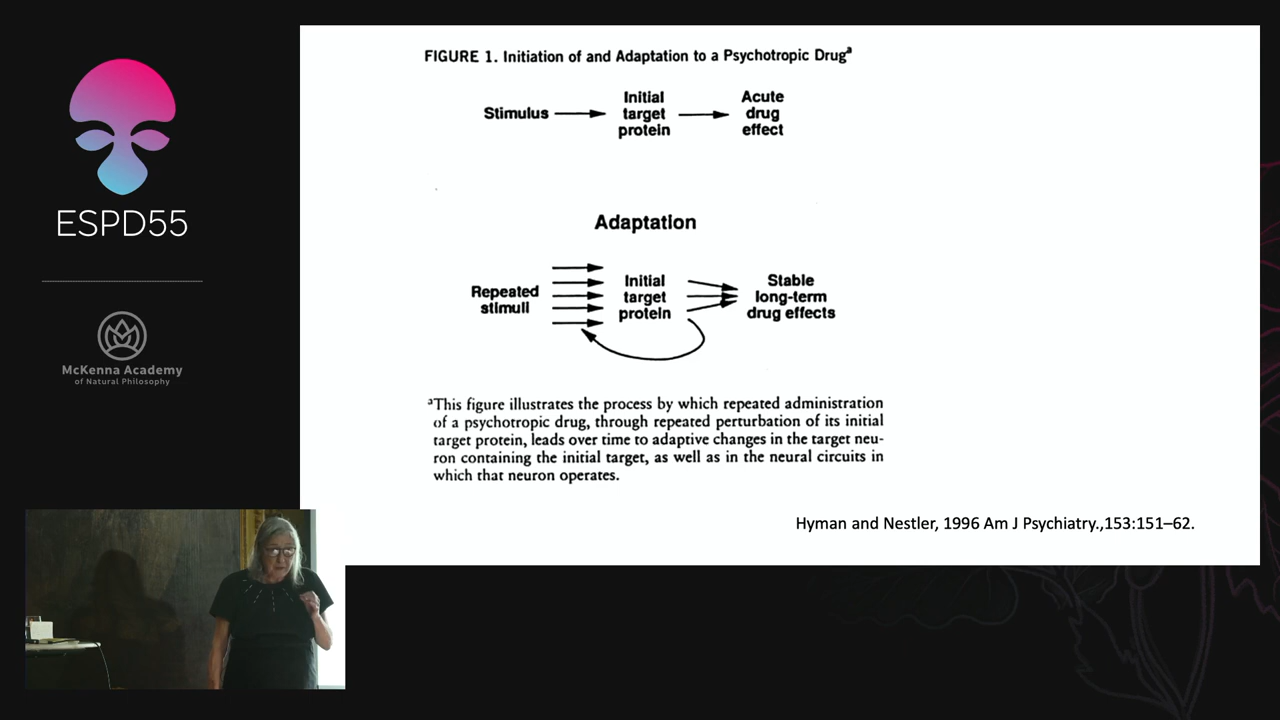 ESPD55
McKenna Academy
of Natural Philosophy
FIGURE 1. Initiation of and Adaptation to a Psychotropic Drugª
Stimulus
Initial
target
protein
Acute
drug
effect
Adaptation
Repeated
stimuli
Initial
target
protein
Stable
long-term
drug effects
ªThis figure illustrates the process by which repeated administration
of a psychotropic drug, through repeated perturbation of its initial
target protein, leads over time to adaptive changes in the target neu-
ron containing the initial target, as well as in the neural circuits in
which that neuron operates.
Hyman and Nestler, 1996 Am J Psychiatry.,153:151–62.